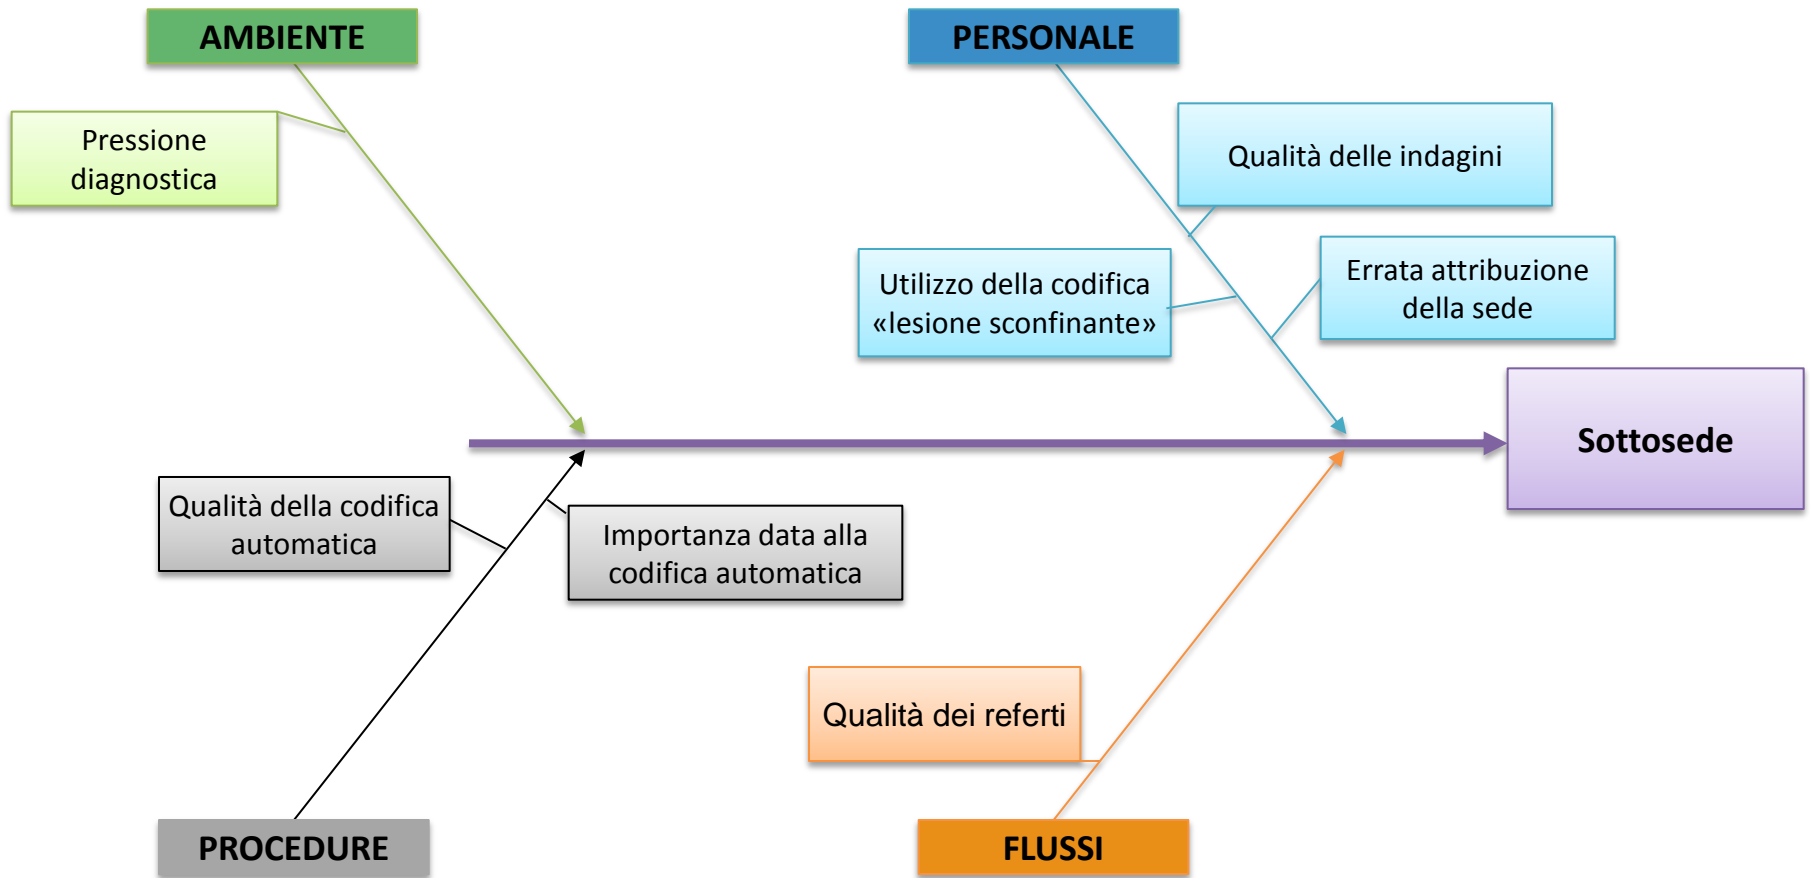 AMBIENTE
PERSONALE
Pressione
diagnostica
Qualità delle indagini
Utilizzo della codifica
«lesione sconfinante»
Errata attribuzione
della sede
Sottosede
Qualità della codifica
automatica
Importanza data alla
codifica automatica
Qualità dei referti
PROCEDURE
FLUSSI